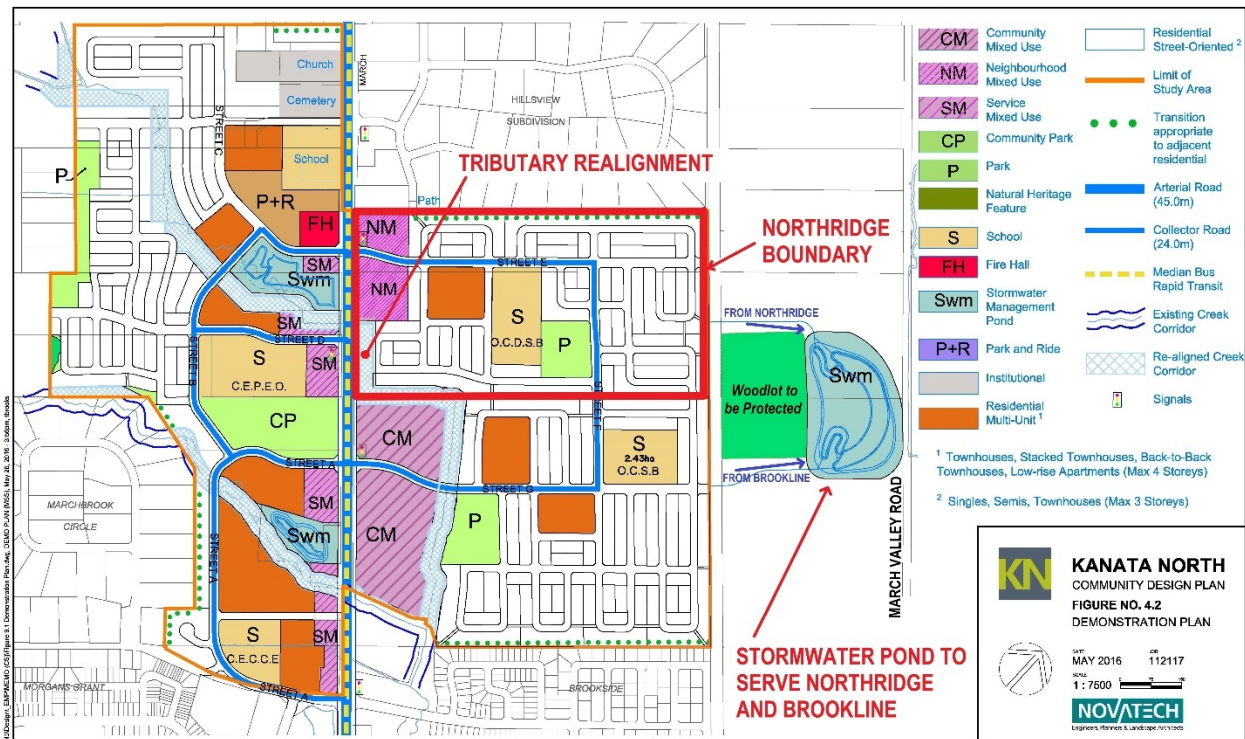 Church
Cemetery
MARCH
HILLSVIEW
SUBDIVISION
STREET C
School
P
P+R
FH
SM
Swm
TRIBUTARY REALIGNMENT
Path
NM
NM
STREET E
NORTHRIDGE
BOUNDARY
SM
STREET D
STREET B
S
C.E.P.E.O.
SM
S
O.C.D.S.B
P
STREET F
FROM NORTHRIDGE
Woodlot to
be Protected
Swm
FROM BROOKLINE
MARCH VALLEY ROAD
CP
CM
STREET A
STREET G
S
2.43ha
O.C.S.B
MARCHBROOK
CIRCLE
SM
Swm
CM
P
STREET A
S
C.E.C.C.E
SM
STREET A
MORGANS GRANT
BROOKSIDE
STORMWATER POND TO
SERVE NORTHRIDGE
AND BROOKLINE
CM
Community
Mixed Use
NM
Neighbourhood
Mixed Use
SM
Service
Mixed Use
CP
Community Park
P
Park
Natural Heritage
Feature
S
School
FH
Fire Hall
Swm
Stormwater
Management
Pond
P+R
Park and Ride
Institutional
Residential
Multi-Unit 1
Residential
Street-Oriented 2
Limit of
Study Area
Transition
appropriate
to adjacent
residential
Arterial Road
(45.0m)
Collector Road
(24.0m)
Median Bus
Rapid Transit
Existing Creek
Corridor
Re-aligned Creek
Corridor
Signals
1 Townhouses, Stacked Townhouses, Back-to-Back
Townhouses, Low-rise Apartments (Max 4 Storeys)
2 Singles, Semis, Townhouses (Max 3 Storeys)
KN
KANATA NORTH
COMMUNITY DESIGN PLAN
FIGURE NO. 4.2
DEMONSTRATION PLAN
DATE
MAY 2016
JOB
112117
SCALE
1 : 7500
NOVATECH
Engineers, Planners & Landscape Architects